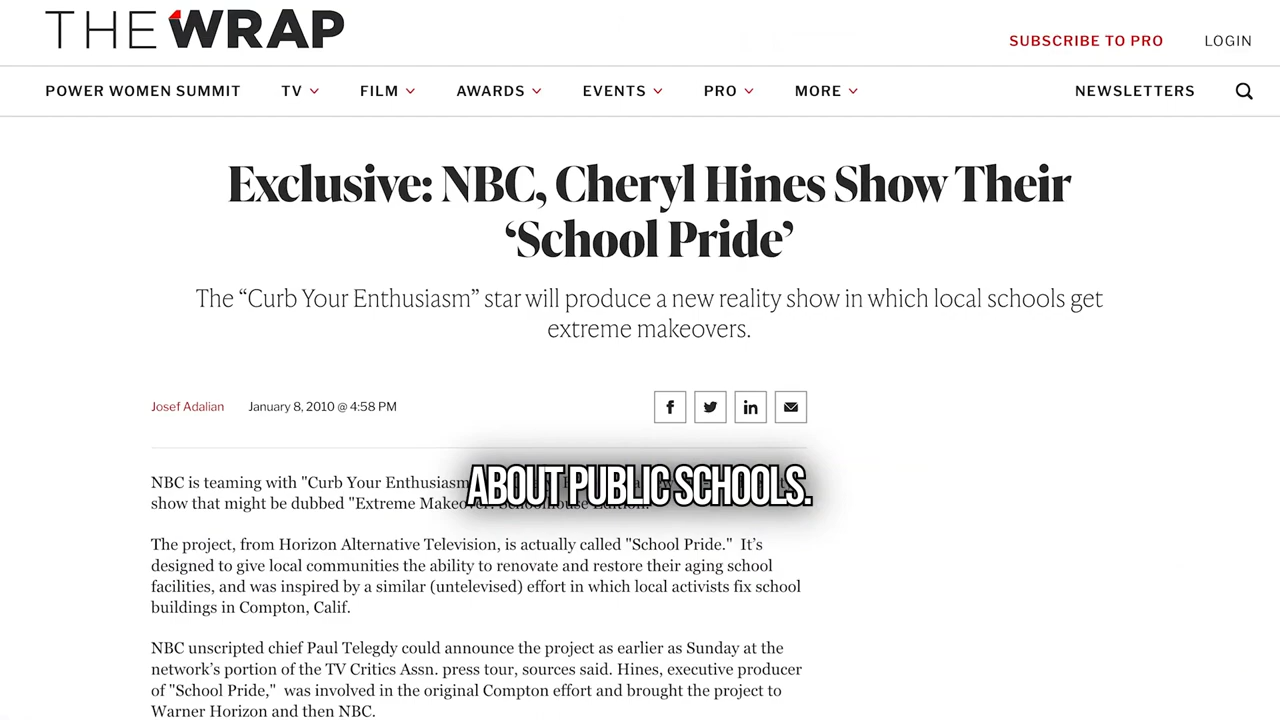 THE WRAP
SUBSCRIBE TO PRO LOGIN
POWER WOMEN SUMMIT TV FILM AWARDS EVENTS PRO MORE NEWSLETTERS
Exclusive: NBC, Cheryl Hines Show Their
‘School Pride’
The “Curb Your Enthusiasm” star will produce a new reality show in which local schools get
extreme makeovers.
Josef Adalian January 8, 2010 @ 4:58 PM
NBC is teaming with "Curb Your Enthusiasm
show that might be dubbed "Extreme Makeover: Schoolhouse Edition."
ABOUT PUBLIC SCHOOLS.
The project, from Horizon Alternative Television, is actually called "School Pride." It’s
designed to give local communities the ability to renovate and restore their aging school
facilities, and was inspired by a similar (untelevised) effort in which local activists fix school
buildings in Compton, Calif.
NBC unscripted chief Paul Telegdy could announce the project as earlier as Sunday at the
network’s portion of the TV Critics Assn. press tour, sources said. Hines, executive producer
of "School Pride," was involved in the original Compton effort and brought the project to
Warner Horizon and then NBC.